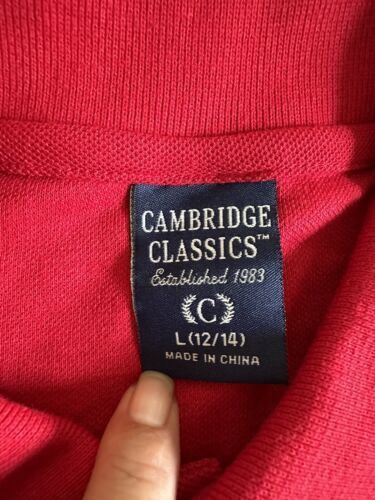 CAMBRIDGE
CLASSICS™
Established 1983
C
L (12/14)
MADE IN CHINA